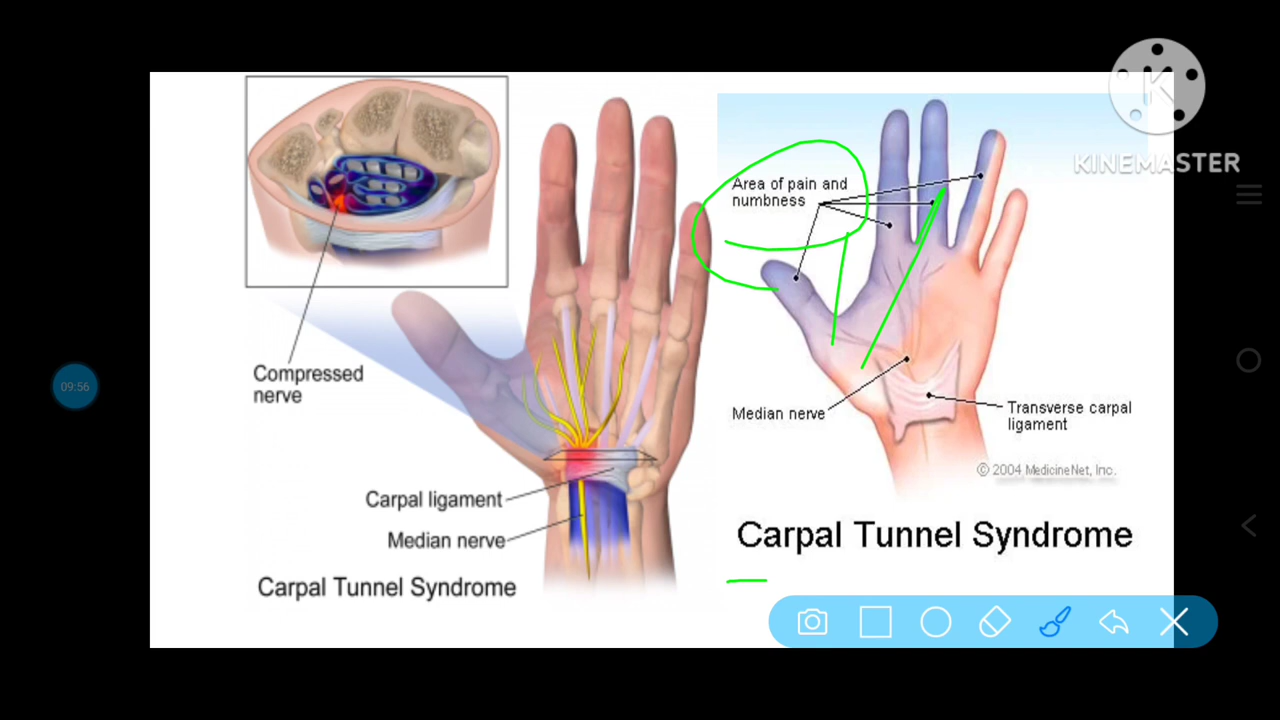 Compressed
nerve
Carpal ligament
Median nerve
Carpal Tunnel Syndrome
Area of pain and
numbness
Median nerve
Transverse carpal
ligament
© 2004 MedicineNet, Inc.
Carpal Tunnel Syndrome
K
KINEMASTER
09:56